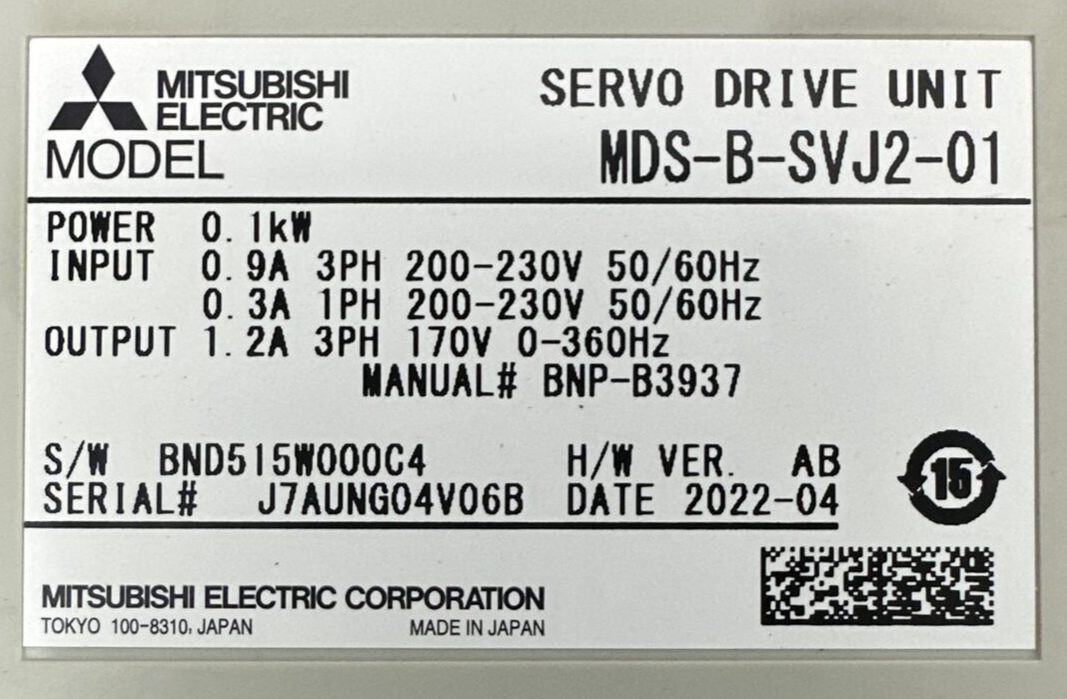 MITSUBISHI
ELECTRIC
SERVO DRIVE UNIT
MODEL MDS-B-SVJ2-01
POWER 0.1kW
INPUT 0.9A 3PH 200-230V 50/60Hz
0.3A 1PH 200-230V 50/60Hz
OUTPUT 1.2A 3PH 170V 0-360Hz
MANUAL# BNP-B3937
S/W BND515W000C4 H/W VER. AB
SERIAL# J7AUNG04V06B DATE 2022-04
15
MITSUBISHI ELECTRIC CORPORATION
TOKYO 100-8310, JAPAN MADE IN JAPAN